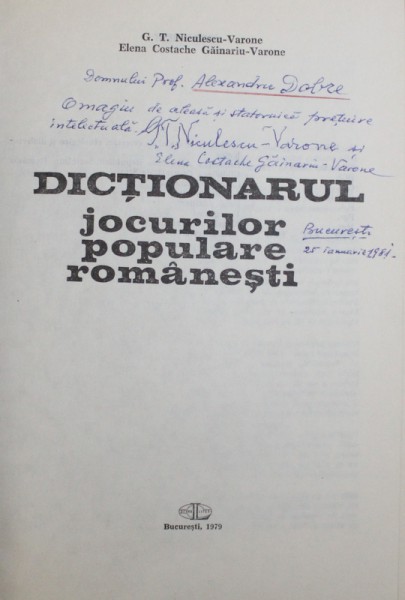 G. T. Niculescu-Varone
Elena Costache Găinariu-Varone
Domnului Prof. Alexandru Dobre
Omagiu de aleasă și statornică prețuire
intelectuală. G.T. Niculescu-Varone și
Elena Costache Găinariu-Varone
DICȚIONARUL
jocurilor
populare
românești
București
25 ianuarie 1981.
București, 1979